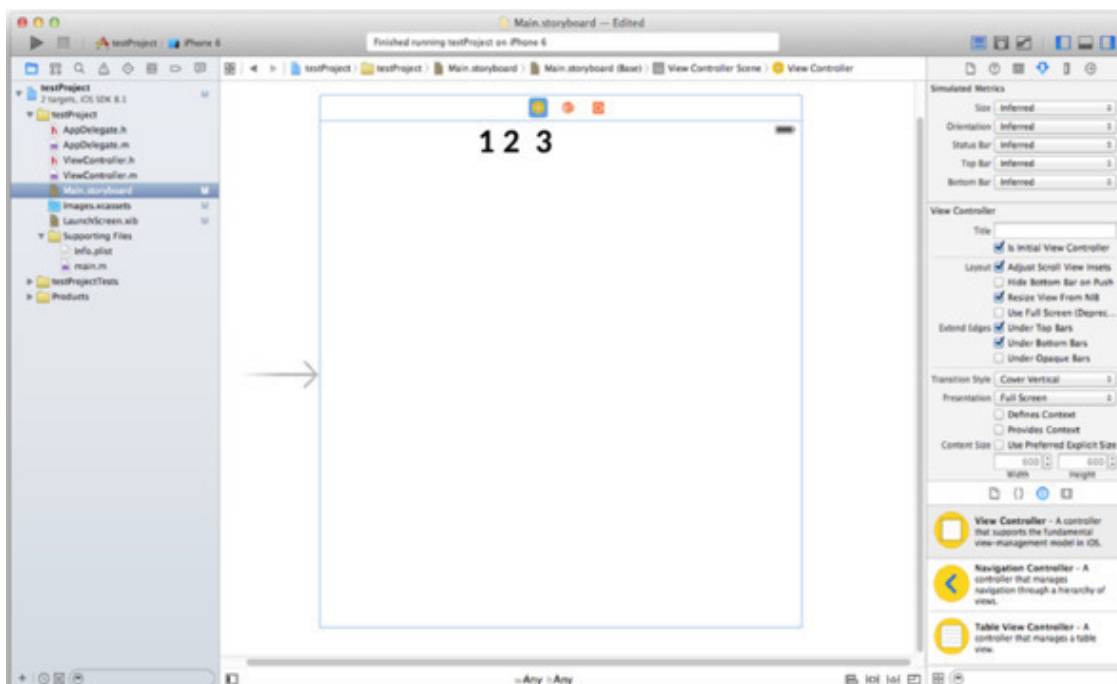 Main.storyboard — Edited
testProject iPhone 6
Finished running testProject on iPhone 6
testProject testProject Main.storyboard Main.storyboard (Base) View Controller Scene View Controller
testProject
2 targets, iOS SDK 8.1
M
testProject
AppDelegate.h
AppDelegate.m
ViewController.h
ViewController.m
Main.storyboard M
Images.xcassets M
LaunchScreen.xib M
Supporting Files
Info.plist
main.m
testProjectTests
Products
1 2 3
wAny hAny
Simulated Metrics
Size Inferred
Orientation Inferred
Status Bar Inferred
Top Bar Inferred
Bottom Bar Inferred
View Controller
Title
Is Initial View Controller
Layout Adjust Scroll View Insets
Hide Bottom Bar on Push
Resize View From NIB
Use Full Screen (Deprec...
Extend Edges Under Top Bars
Under Bottom Bars
Under Opaque Bars
Transition Style Cover Vertical
Presentation Full Screen
Defines Context
Provides Context
Content Size Use Preferred Explicit Size
600 600
Width Height
View Controller - A controller
that supports the fundamental
view-management model in iOS.
Navigation Controller - A
controller that manages
navigation through a hierarchy of
views.
Table View Controller - A
controller that manages a table
view.